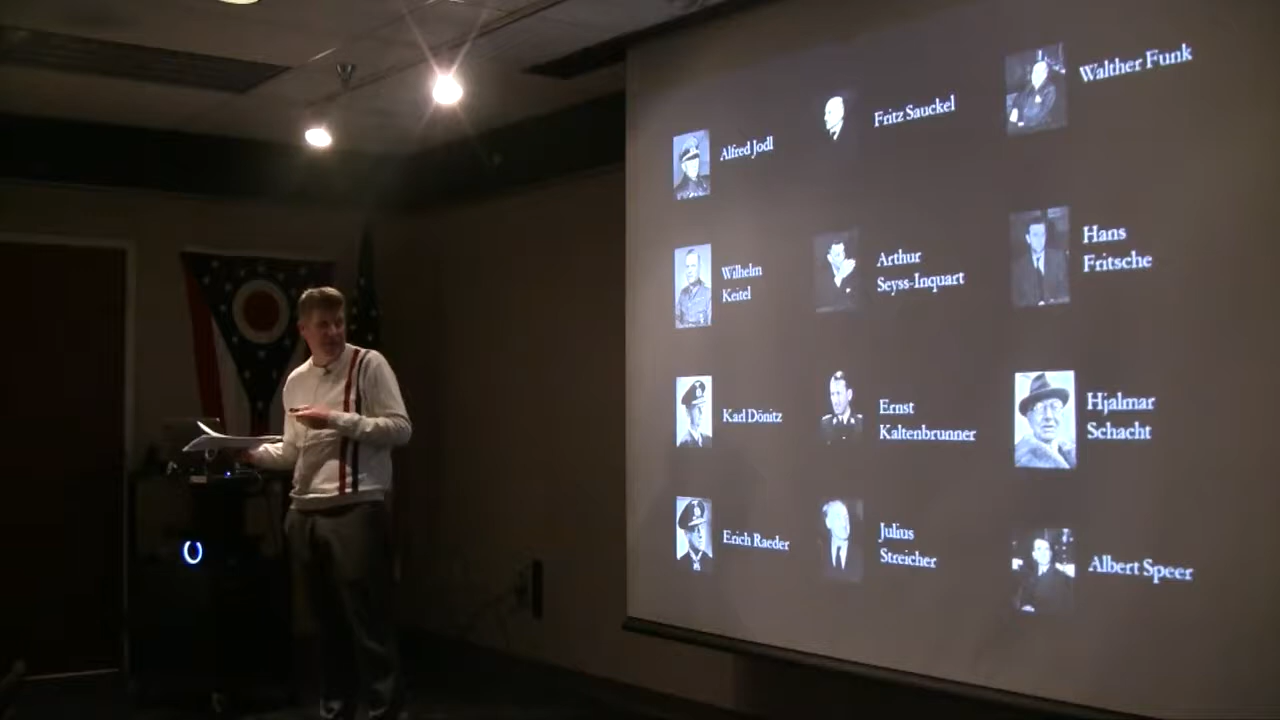 Alfred Jodl
Wilhelm
Keitel
Karl Dönitz
Erich Raeder
Fritz Sauckel
Arthur
Seyss-Inquart
Ernst
Kaltenbrunner
Julius
Streicher
Walther Funk
Hans
Fritsche
Hjalmar
Schacht
Albert Speer